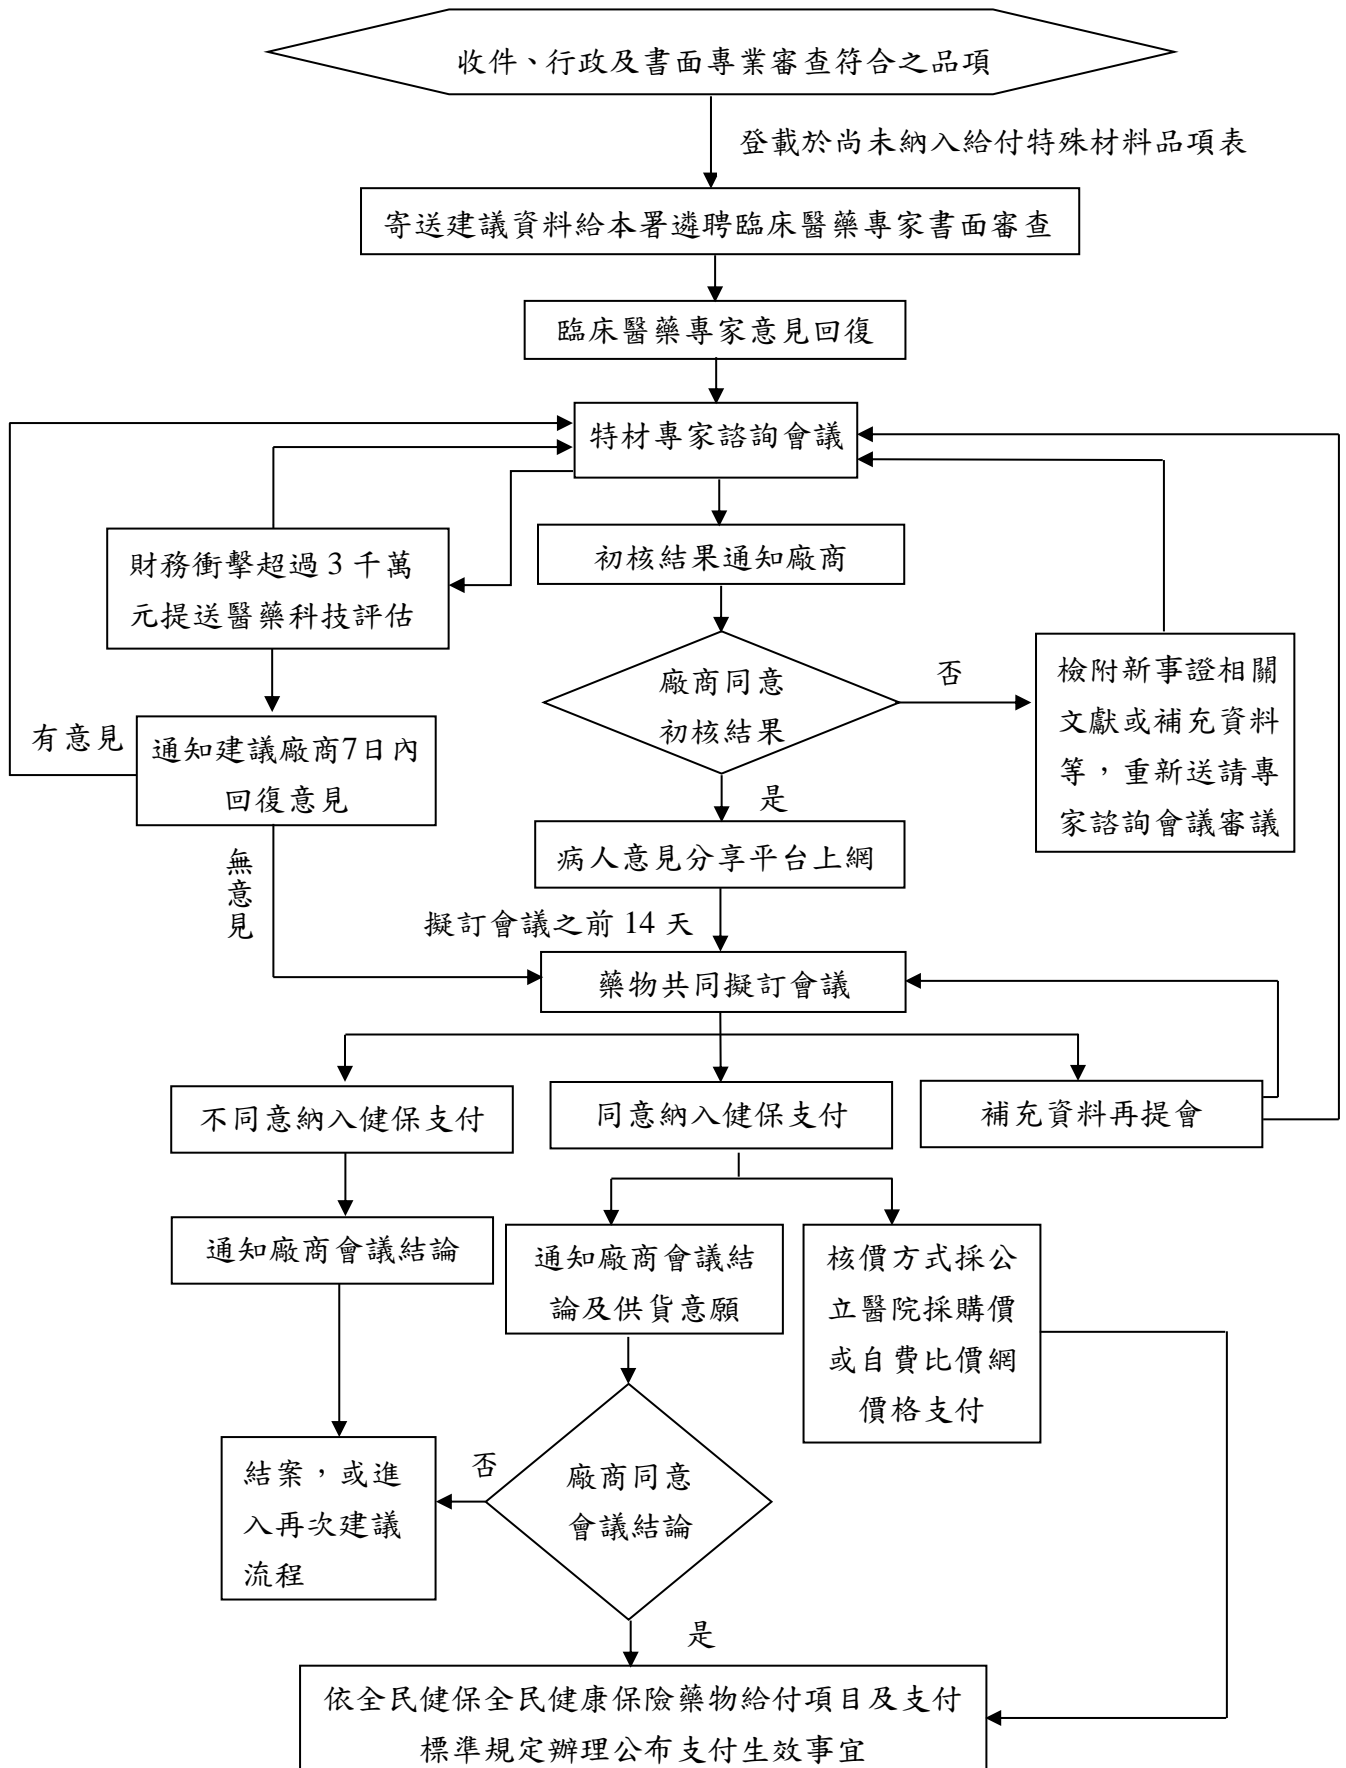 收件、行政及書面專業審查符合之品項
登載於尚未納入給付特殊材料品項表
寄送建議資料給本署遴聘臨床醫藥專家書面審查
臨床醫藥專家意見回復
特材專家諮詢會議
財務衝擊超過 3 千萬
元提送醫藥科技評估
初核結果通知廠商
廠商同意
初核結果
否
檢附新事證相關
文獻或補充資料
等，重新送請專
家諮詢會議審議
有意見
通知建議廠商7日內
回復意見
是
無意見
病人意見分享平台上網
擬訂會議之前 14 天
藥物共同擬訂會議
不同意納入健保支付
同意納入健保支付
補充資料再提會
通知廠商會議結論
通知廠商會議結
論及供貨意願
核價方式採公
立醫院採購價
或自費比價網
價格支付
結案，或進
入再次建議
流程
否
廠商同意
會議結論
是
依全民健保全民健康保險藥物給付項目及支付
標準規定辦理公布支付生效事宜